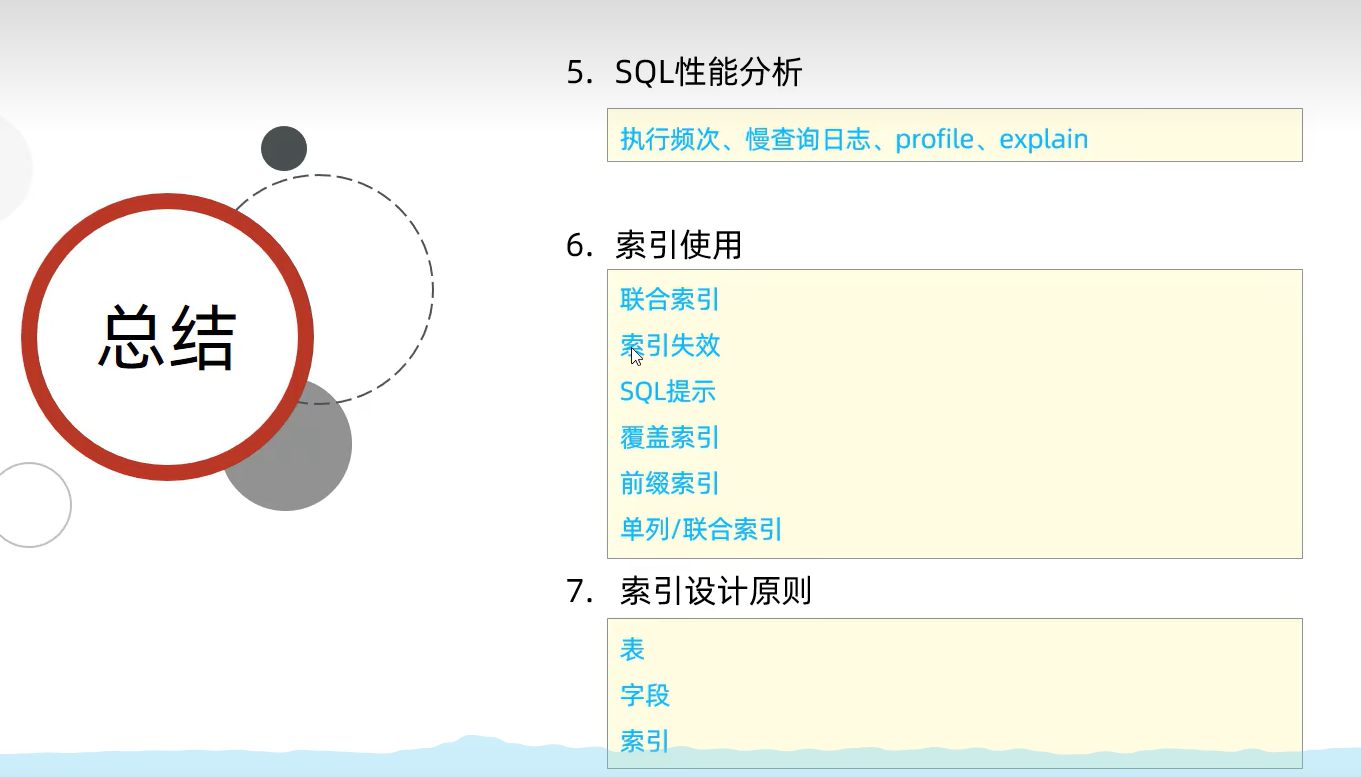 总结
5. SQL性能分析
执行频次、慢查询日志、profile、explain
6. 索引使用
联合索引
索引失效
SQL提示
覆盖索引
前缀索引
单列/联合索引
7. 索引设计原则
表
字段
索引